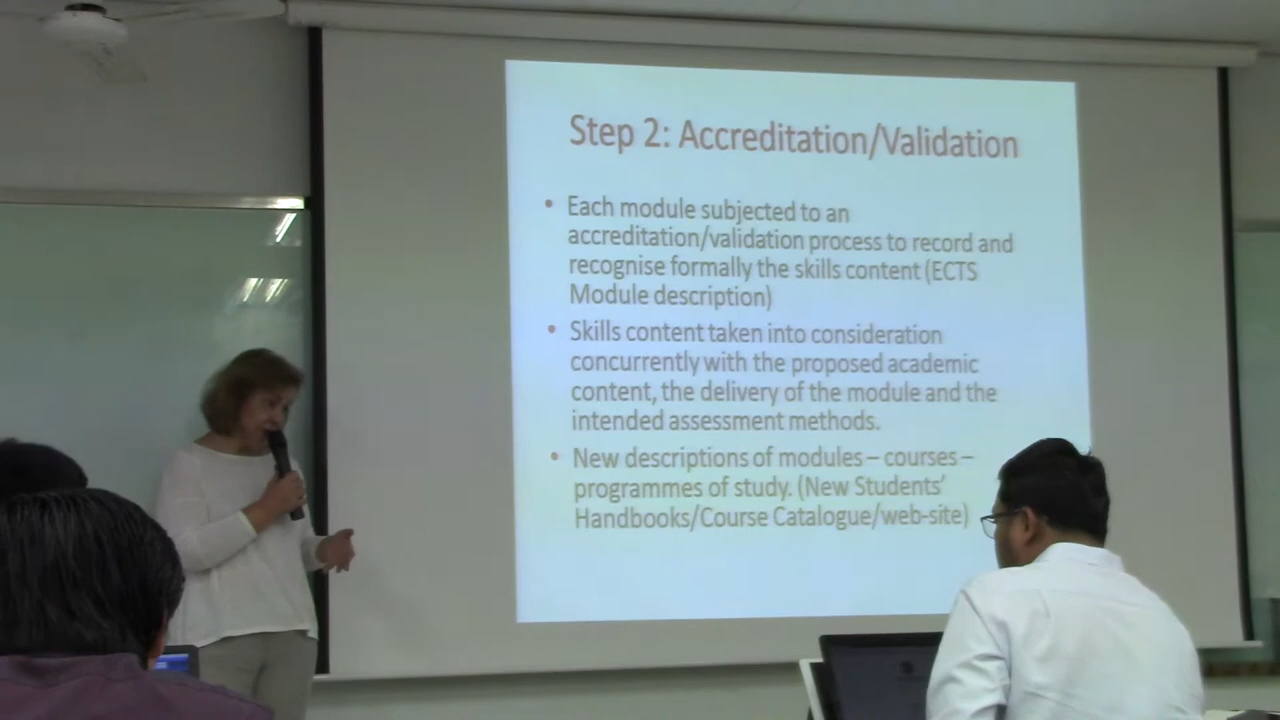 Step 2: Accreditation/Validation
• Each module subjected to an
accreditation/validation process to record and
recognise formally the skills content (ECTS
Module description)
• Skills content taken into consideration
concurrently with the proposed academic
content, the delivery of the module and the
intended assessment methods.
• New descriptions of modules – courses –
programmes of study. (New Students'
Handbooks/Course Catalogue/web-site)